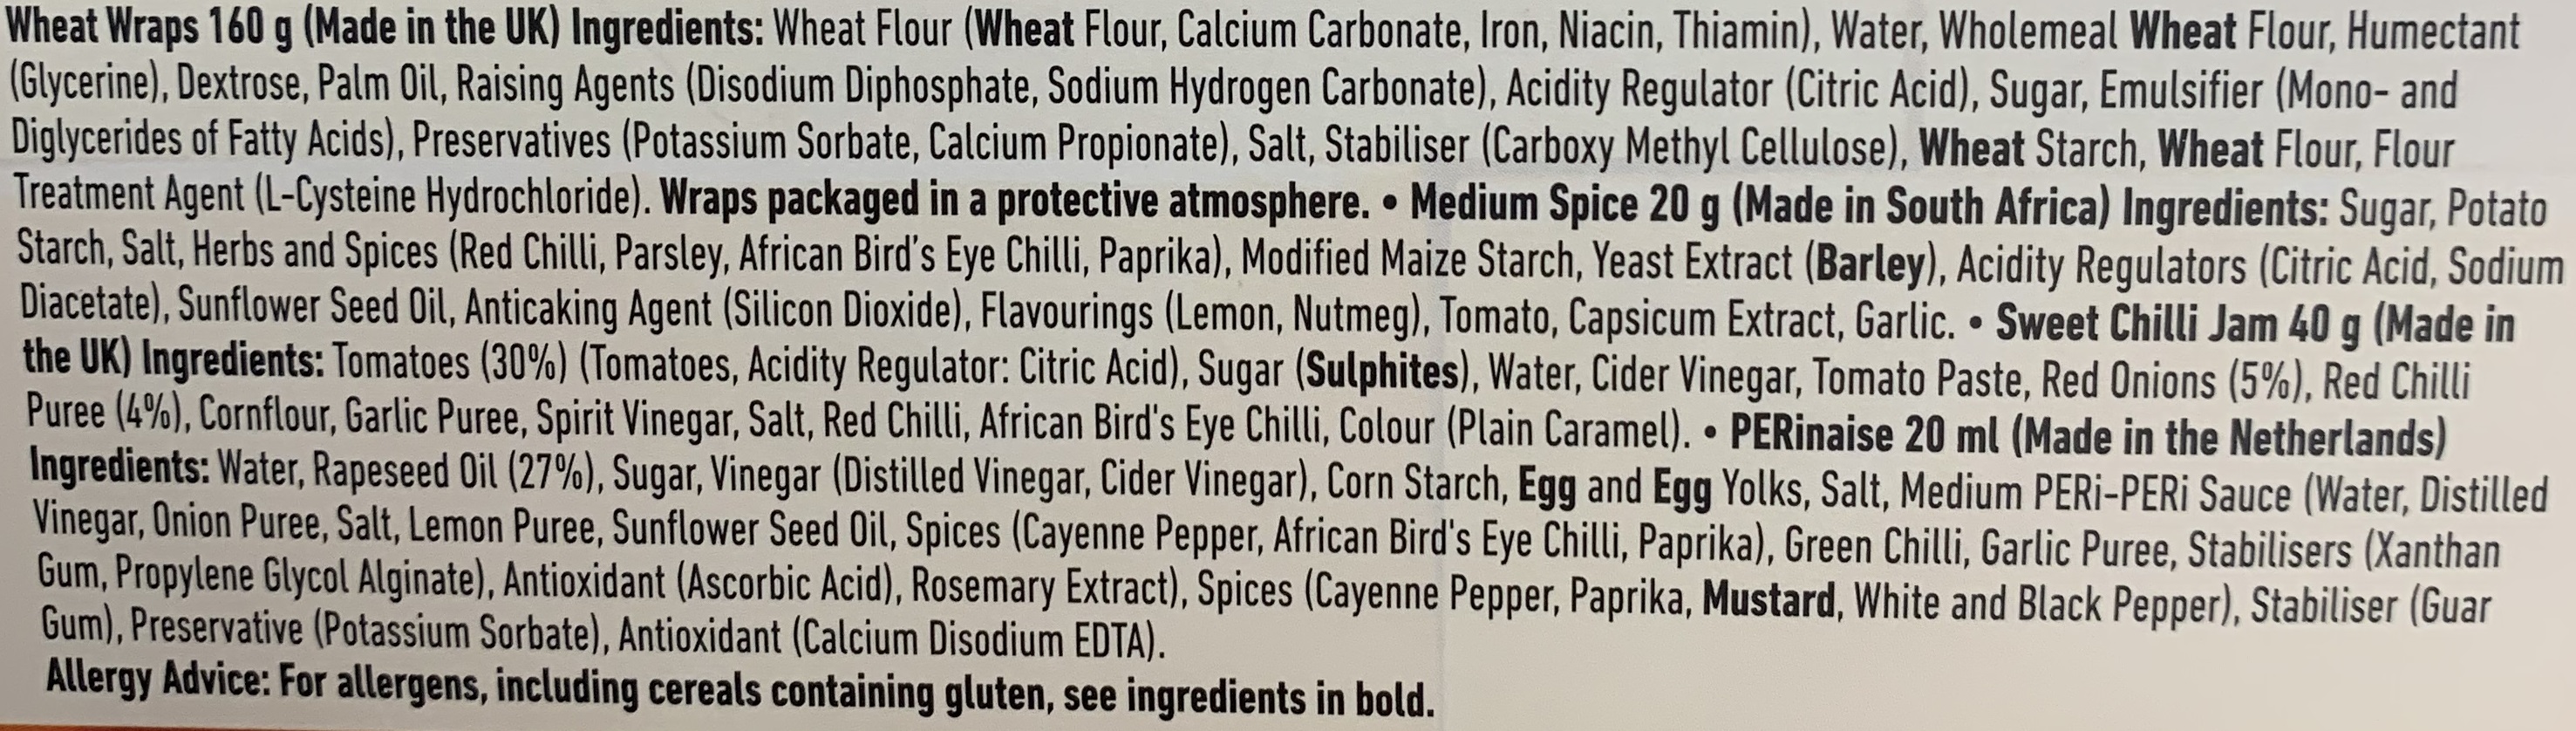 Wheat Wraps 160 g (Made in the UK) Ingredients: Wheat Flour (Wheat Flour, Calcium Carbonate, Iron, Niacin, Thiamin), Water, Wholemeal Wheat Flour, Humectant
(Glycerine), Dextrose, Palm Oil, Raising Agents (Disodium Diphosphate, Sodium Hydrogen Carbonate), Acidity Regulator (Citric Acid), Sugar, Emulsifier (Mono- and
Diglycerides of Fatty Acids), Preservatives (Potassium Sorbate, Calcium Propionate), Salt, Stabiliser (Carboxy Methyl Cellulose), Wheat Starch, Wheat Flour, Flour
Treatment Agent (L-Cysteine Hydrochloride). Wraps packaged in a protective atmosphere. • Medium Spice 20 g (Made in South Africa) Ingredients: Sugar, Potato
Starch, Salt, Herbs and Spices (Red Chilli, Parsley, African Bird's Eye Chilli, Paprika), Modified Maize Starch, Yeast Extract (Barley), Acidity Regulators (Citric Acid, Sodium
Diacetate), Sunflower Seed Oil, Anticaking Agent (Silicon Dioxide), Flavourings (Lemon, Nutmeg), Tomato, Capsicum Extract, Garlic. • Sweet Chilli Jam 40 g (Made in
the UK) Ingredients: Tomatoes (30%) (Tomatoes, Acidity Regulator: Citric Acid), Sugar (Sulphites), Water, Cider Vinegar, Tomato Paste, Red Onions (5%), Red Chilli
Puree (4%), Cornflour, Garlic Puree, Spirit Vinegar, Salt, Red Chilli, African Bird's Eye Chilli, Colour (Plain Caramel). • PERinaise 20 ml (Made in the Netherlands)
Ingredients: Water, Rapeseed Oil (27%), Sugar, Vinegar (Distilled Vinegar, Cider Vinegar), Corn Starch, Egg and Egg Yolks, Salt, Medium PERi-PERi Sauce (Water, Distilled
Vinegar, Onion Puree, Salt, Lemon Puree, Sunflower Seed Oil, Spices (Cayenne Pepper, African Bird's Eye Chilli, Paprika), Green Chilli, Garlic Puree, Stabilisers (Xanthan
Gum, Propylene Glycol Alginate), Antioxidant (Ascorbic Acid), Rosemary Extract), Spices (Cayenne Pepper, Paprika, Mustard, White and Black Pepper), Stabiliser (Guar
Gum), Preservative (Potassium Sorbate), Antioxidant (Calcium Disodium EDTA).
Allergy Advice: For allergens, including cereals containing gluten, see ingredients in bold.